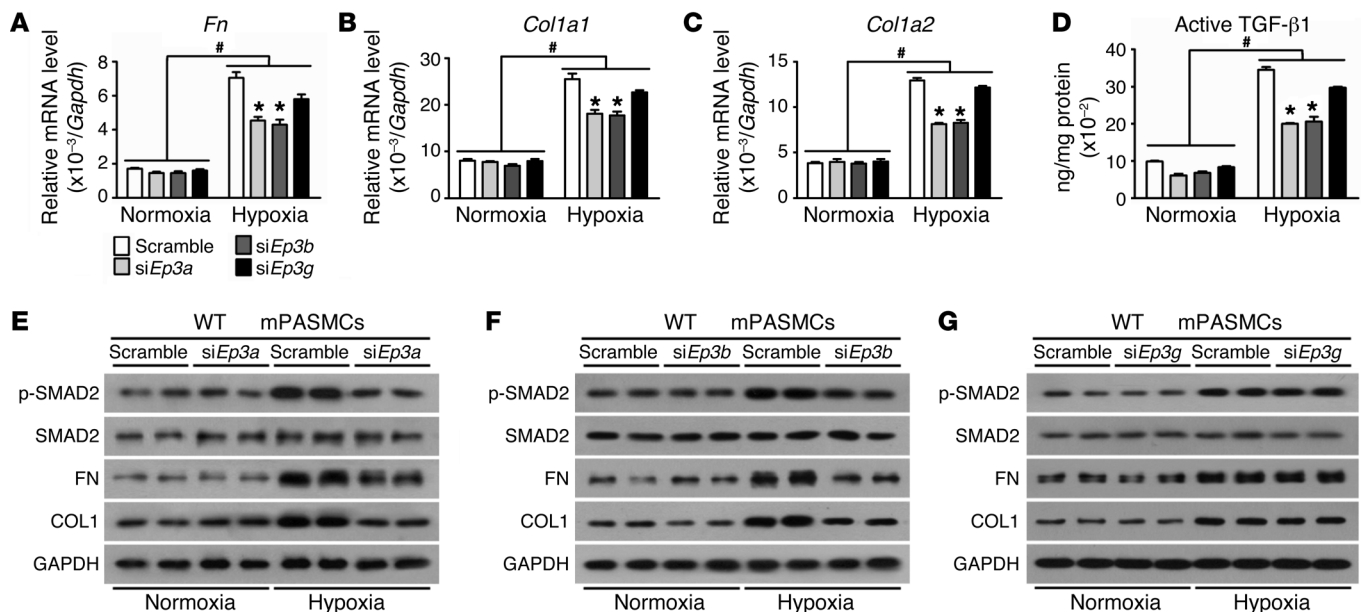 A
Fn
#
Relative mRNA level
(x10⁻³/Gapdh)
8
6
4
2
0
* *
Normoxia Hypoxia
Scramble
siEp3a
siEp3b
siEp3g
B
Col1a1
#
Relative mRNA level
(x10⁻³/Gapdh)
30
20
10
0
* *
Normoxia Hypoxia
C
Col1a2
#
Relative mRNA level
(x10⁻³/Gapdh)
15
10
5
0
* *
Normoxia Hypoxia
D
Active TGF-β1
#
ng/mg protein
(x10⁻²)
40
30
20
10
0
* *
Normoxia Hypoxia
E
WT mPASMCs
Scramble siEp3a Scramble siEp3a
p-SMAD2
SMAD2
FN
COL1
GAPDH
Normoxia Hypoxia
F
WT mPASMCs
Scramble siEp3b Scramble siEp3b
p-SMAD2
SMAD2
FN
COL1
GAPDH
Normoxia Hypoxia
G
WT mPASMCs
Scramble siEp3g Scramble siEp3g
p-SMAD2
SMAD2
FN
COL1
GAPDH
Normoxia Hypoxia